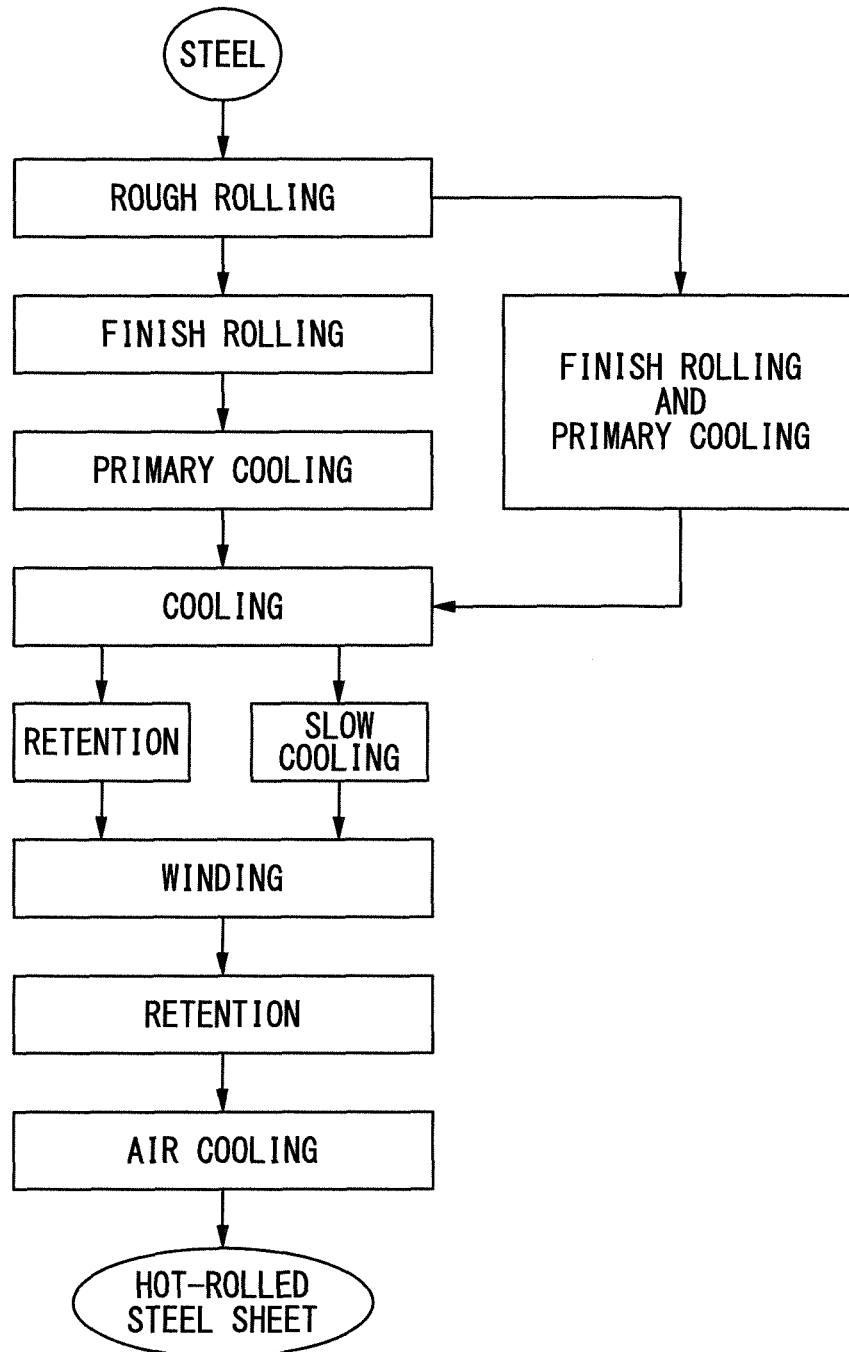 STEEL
ROUGH ROLLING
FINISH ROLLING
FINISH ROLLING
AND
PRIMARY COOLING
PRIMARY COOLING
COOLING
RETENTION
SLOW
COOLING
WINDING
RETENTION
AIR COOLING
HOT-ROLLED
STEEL SHEET